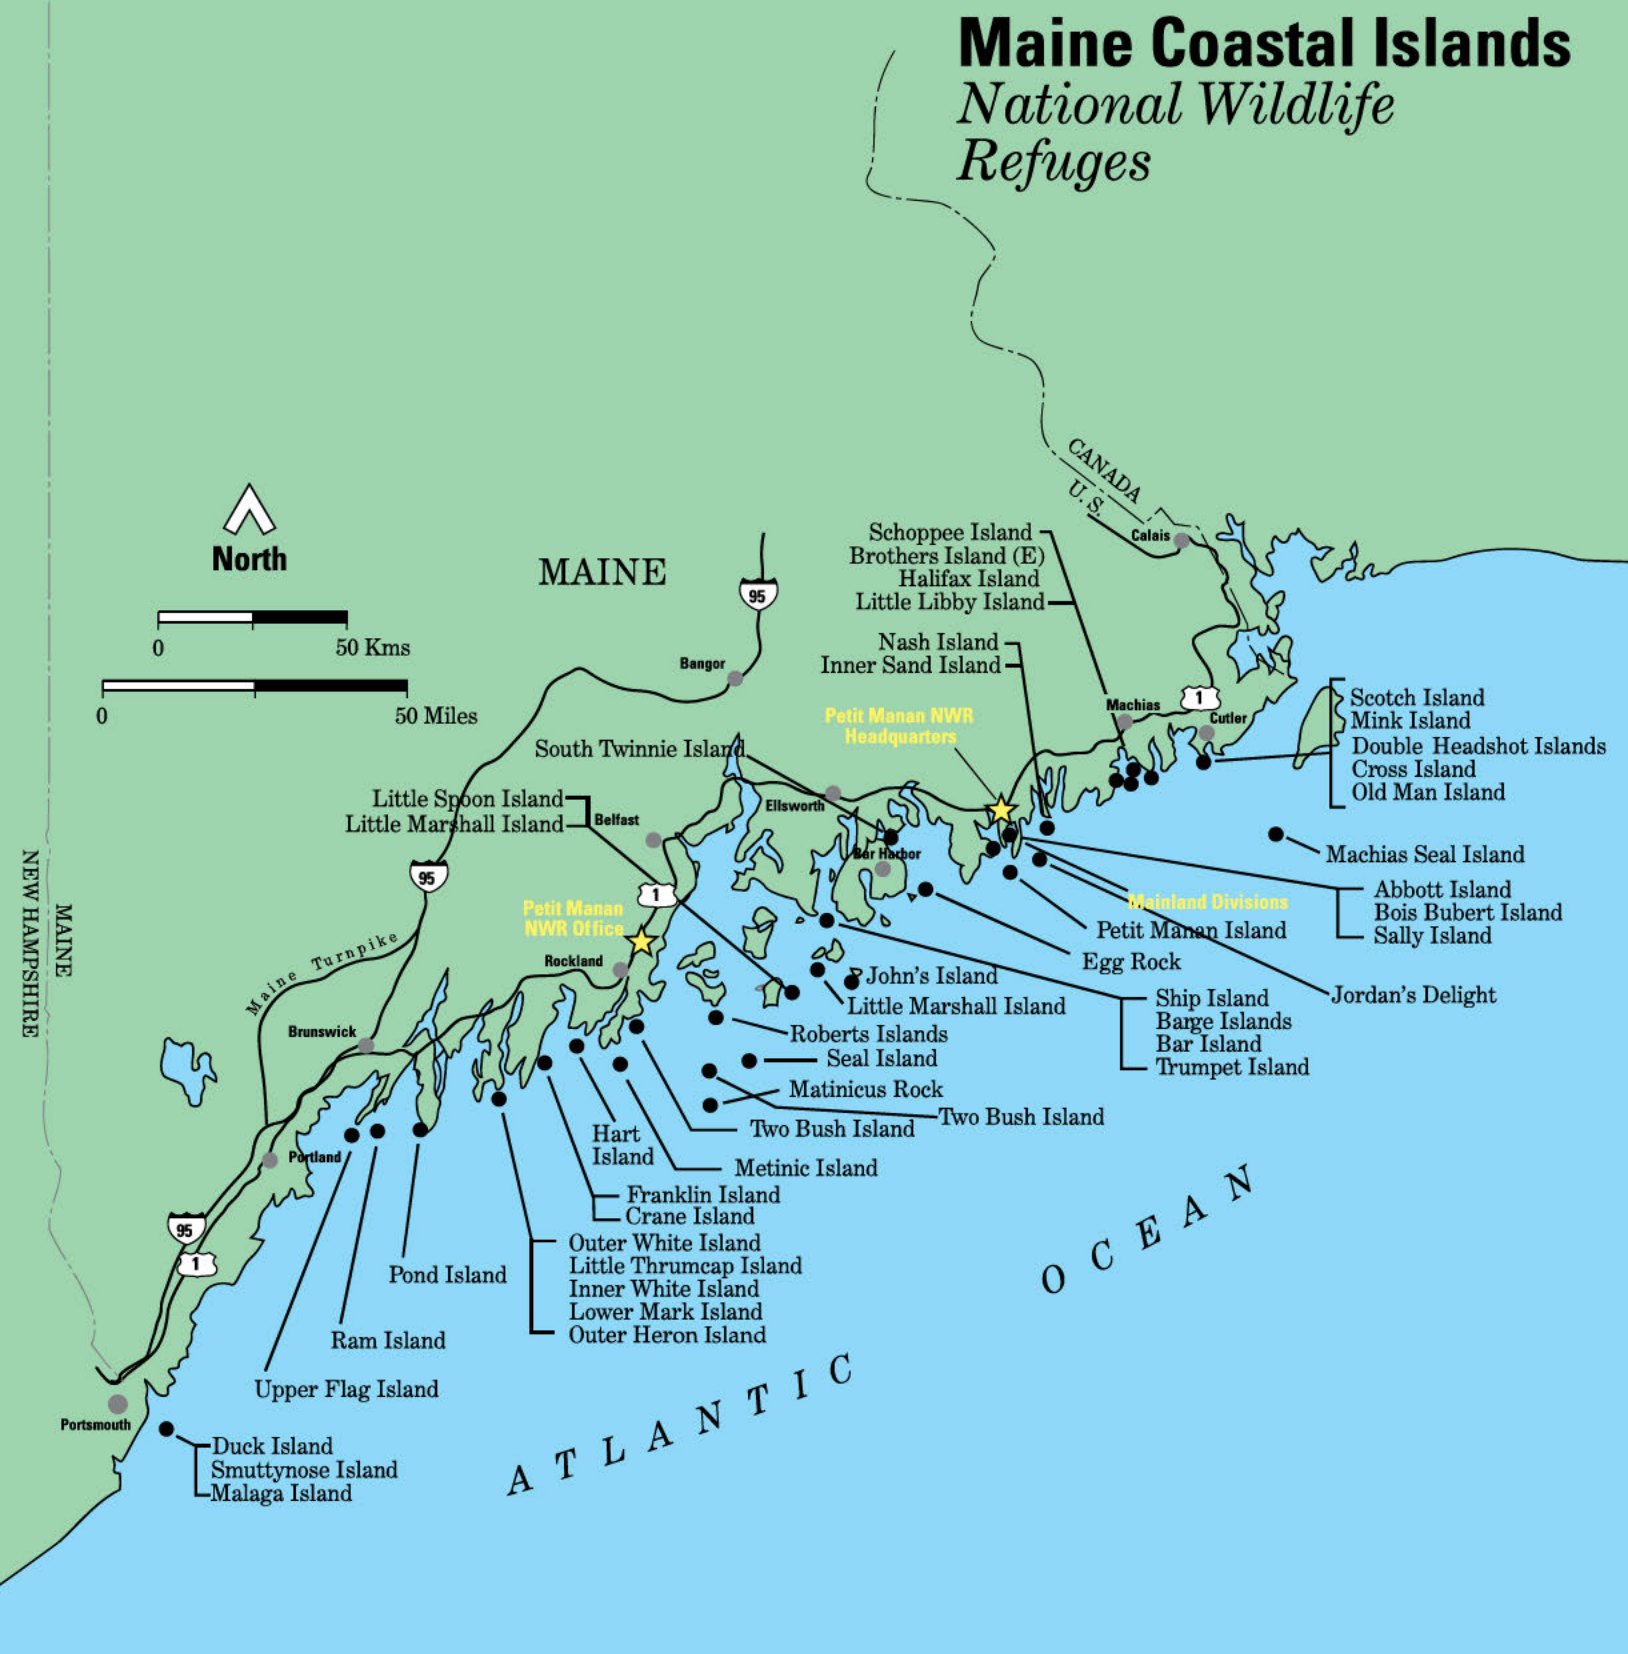 Maine Coastal Islands
National Wildlife
Refuges
CANADA
U. S.
Calais
North
0 50 Kms
0 50 Miles
MAINE
95
Bangor
Schoppee Island
Brothers Island (E)
Halifax Island
Little Libby Island
Nash Island
Inner Sand Island
Petit Manan NWR
Headquarters
Machias
1
Cutler
Scotch Island
Mink Island
Double Headshot Islands
Cross Island
Old Man Island
South Twinnie Island
Ellsworth
Little Spoon Island
Little Marshall Island
Belfast
Bar Harbor
Machias Seal Island
95
1
Abbott Island
Bois Bubert Island
Sally Island
Mainland Divisions
Petit Manan Island
Egg Rock
Jordan's Delight
Petit Manan
NWR Office
Rockland
Maine Turnpike
NEW HAMPSHIRE
MAINE
John's Island
Little Marshall Island
Ship Island
Barge Islands
Bar Island
Trumpet Island
Roberts Islands
Seal Island
Matinicus Rock
Two Bush Island
Two Bush Island
Brunswick
Hart
Island
Metinic Island
Franklin Island
Crane Island
Portland
95
1
Outer White Island
Little Thrumcap Island
Inner White Island
Lower Mark Island
Outer Heron Island
Pond Island
Ram Island
Upper Flag Island
Portsmouth
Duck Island
Smuttynose Island
Malaga Island
ATLANTIC
OCEAN